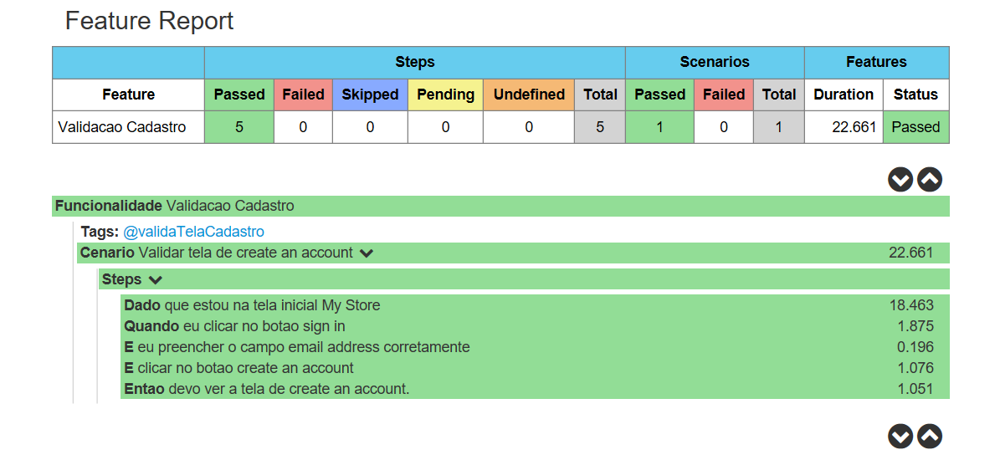 Feature Report
Steps Scenarios Features
Feature Passed Failed Skipped Pending Undefined Total Passed Failed Total Duration Status
Validacao Cadastro 5 0 0 0 0 5 1 0 1 22.661 Passed
Funcionalidade Validacao Cadastro
Tags: @validaTelaCadastro
Cenario Validar tela de create an account 22.661
Steps
Dado que estou na tela inicial My Store 18.463
Quando eu clicar no botao sign in 1.875
E eu preencher o campo email address corretamente 0.196
E clicar no botao create an account 1.076
Entao devo ver a tela de create an account. 1.051